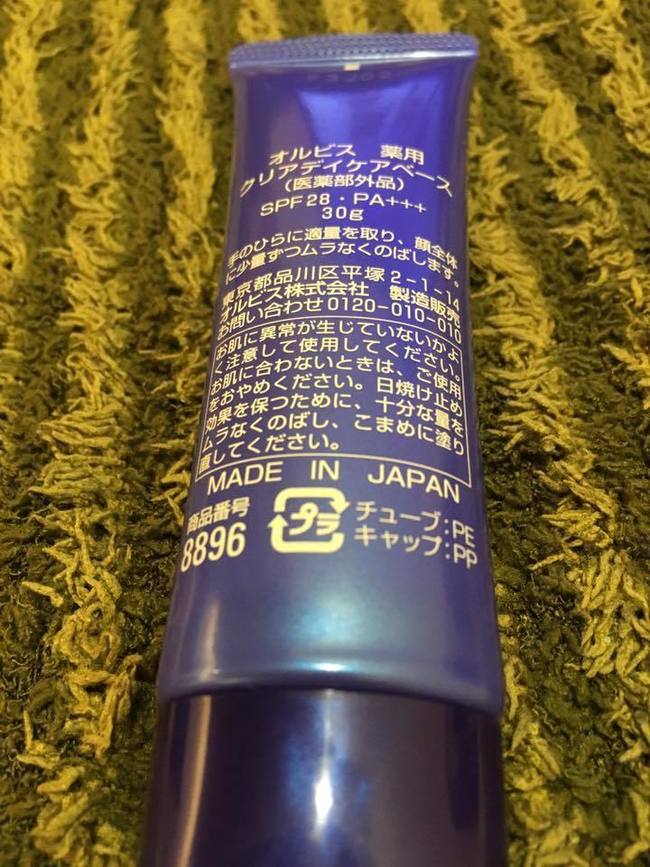 オルビス 薬用
クリアデイケアベース
(医薬部外品)
SPF28・PA+++
30g
手のひらに適量を取り、顔全体
に少量ずつムラなくのばします。
東京都品川区平塚2-1-14
オルビス株式会社 製造販売
お問い合わせ0120-010-010
お肌に異常が生じていないかよ
く注意して使用してください。
お肌に合わないときは、ご使用
をおやめください。日焼け止め
効果を保つために、十分な量を
ムラなくのばし、こまめに塗り
直してください。
MADE IN JAPAN
商品番号
8896
プラ
チューブ:PE
キャップ:PP